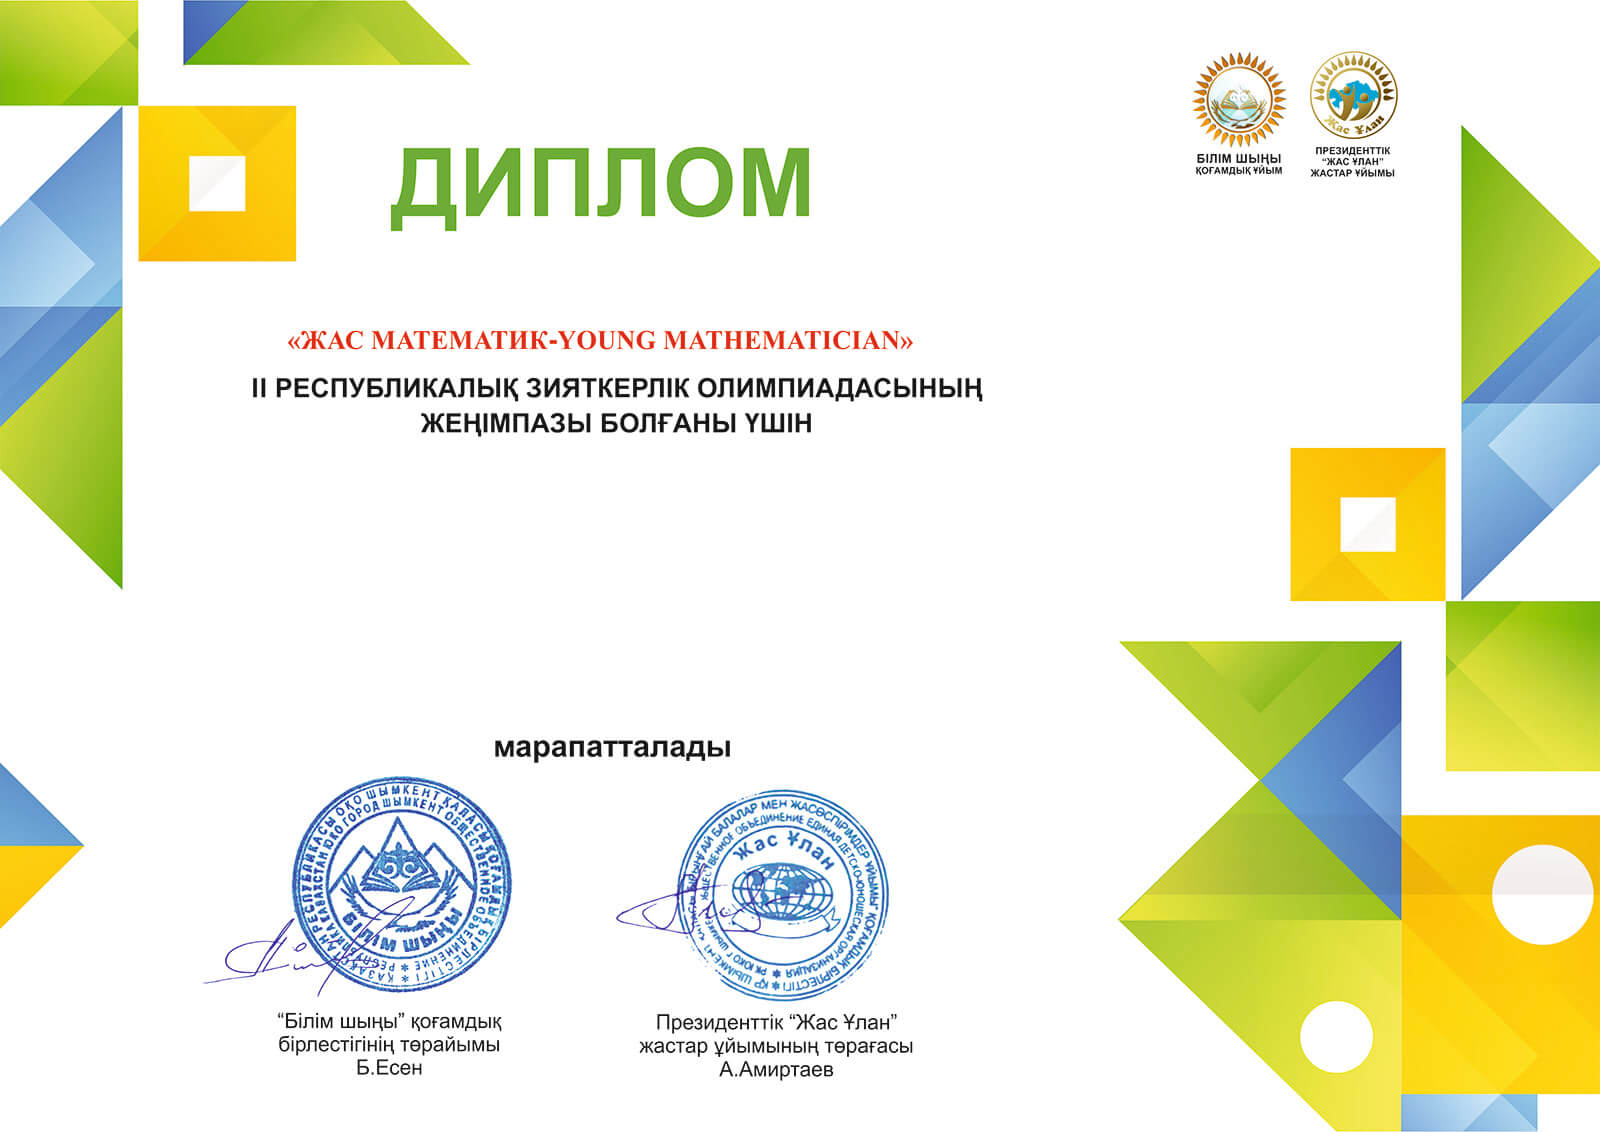 БІЛІМ ШЫҢЫ
ҚОҒАМДЫҚ ҰЙЫМ
Жас Ұлан
ПРЕЗИДЕНТТІК
“ЖАС ҰЛАН”
ЖАСТАР ҰЙЫМЫ
ДИПЛОМ
«ЖАС МАТЕМАТИК-YOUNG MATHEMATICIAN»
II РЕСПУБЛИКАЛЫҚ ЗИЯТКЕРЛІК ОЛИМПИАДАСЫНЫҢ
ЖЕҢІМПАЗЫ БОЛҒАНЫ ҮШІН
марапатталады
БІЛІМ ШЫҢЫ
Жас Ұлан
“Білім шыңы” қоғамдық
бірлестігінің төрайымы
Б.Есен
Президенттік “Жас Ұлан”
жастар ұйымының төрағасы
А.Амиртаев